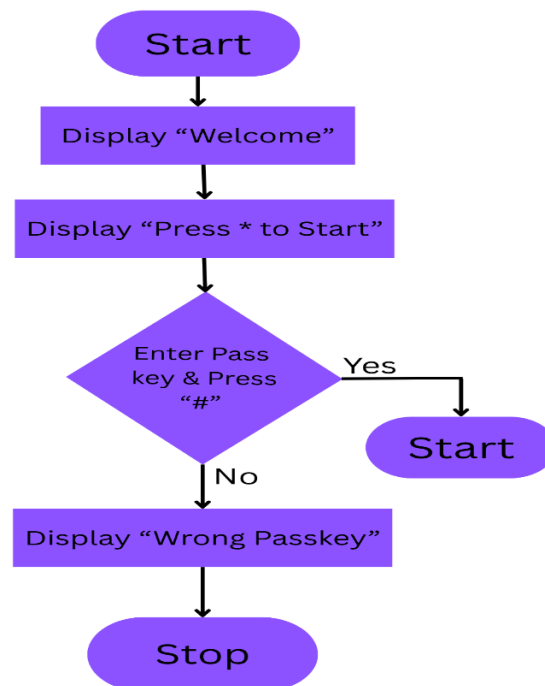 Start
Display “Welcome”
Display “Press * to Start”
Enter Pass
key & Press
“#”
Yes
Start
No
Display “Wrong Passkey”
Stop